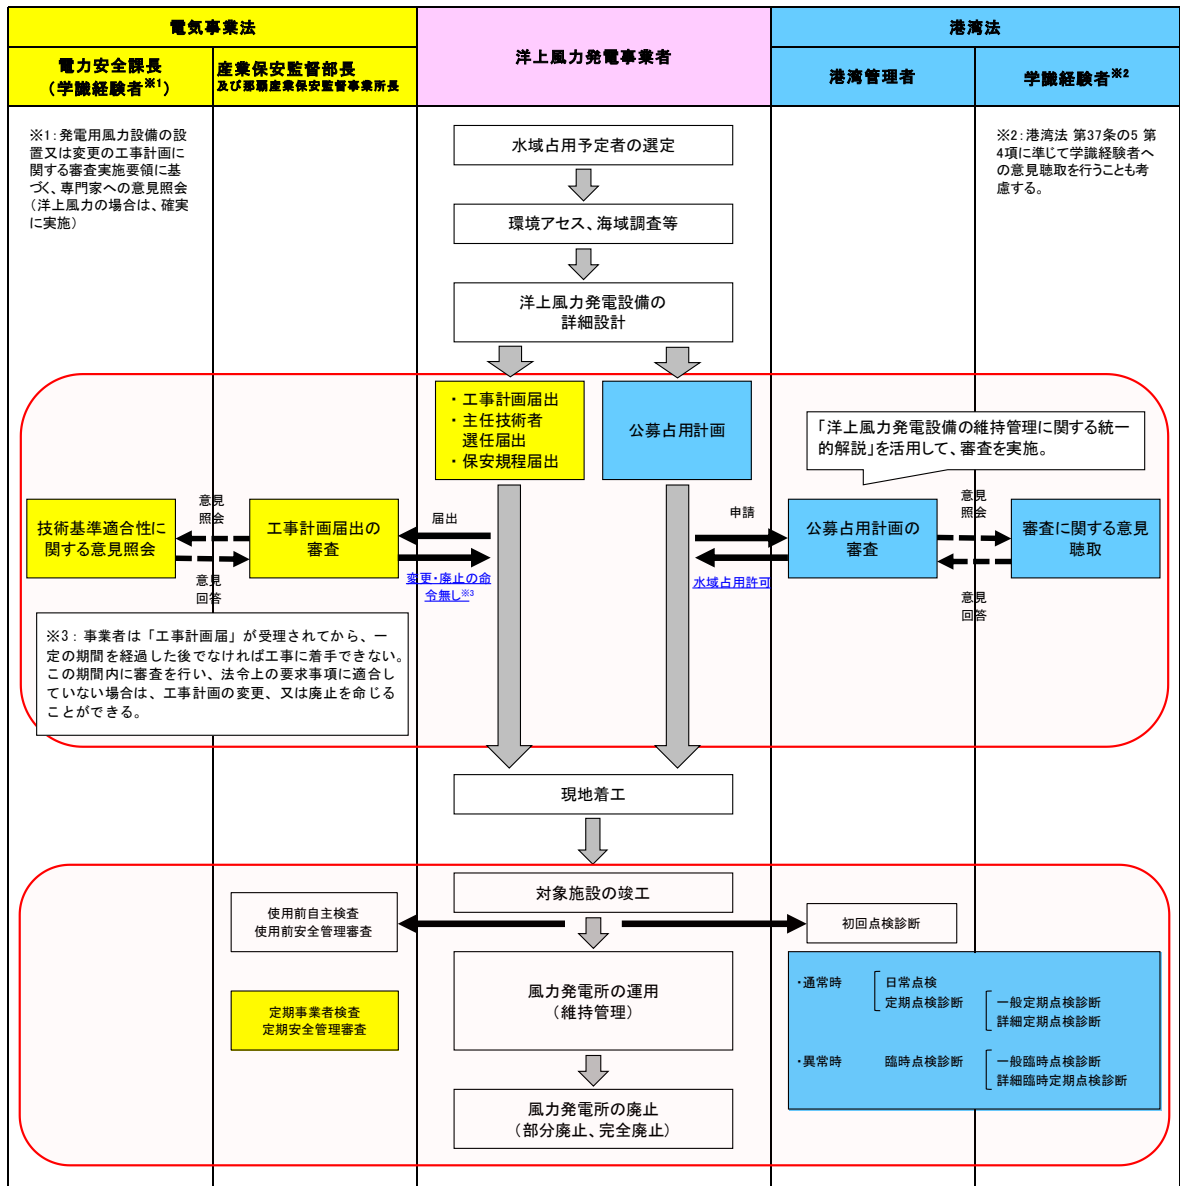 電気事業法
洋上風力発電事業者
港湾法
電力安全課長
（学識経験者※1）
産業保安監督部長
及び那覇産業保安監督事業所長
港湾管理者
学識経験者※2
※1：発電用風力設備の設
置又は変更の工事計画に
関する審査実施要領に基
づく、専門家への意見照会
（洋上風力の場合は、確実
に実施）
※2：港湾法 第37条の5 第
4項に準じて学識経験者へ
の意見聴取を行うことも考
慮する。
水域占用予定者の選定
環境アセス、海域調査等
洋上風力発電設備の
詳細設計
・工事計画届出
・主任技術者
選任届出
・保安規程届出
公募占用計画
「洋上風力発電設備の維持管理に関する統一
的解説」を活用して、審査を実施。
技術基準適合性に
関する意見照会
意見
照会
意見
回答
工事計画届出の
審査
届出
変更・廃止の命
令無し※3
申請
水域占用許可
公募占用計画の
審査
意見
照会
意見
回答
審査に関する意見
聴取
※3：事業者は「工事計画届」が受理されてから、一
定の期間を経過した後でなければ工事に着手できない。
この期間内に審査を行い、法令上の要求事項に適合し
ていない場合は、工事計画の変更、又は廃止を命じる
ことができる。
現地着工
対象施設の竣工
使用前自主検査
使用前安全管理審査
初回点検診断
風力発電所の運用
（維持管理）
定期事業者検査
定期安全管理審査
・通常時
日常点検
定期点検診断
一般定期点検診断
詳細定期点検診断
・異常時
臨時点検診断
一般臨時点検診断
詳細臨時定期点検診断
風力発電所の廃止
（部分廃止、完全廃止）